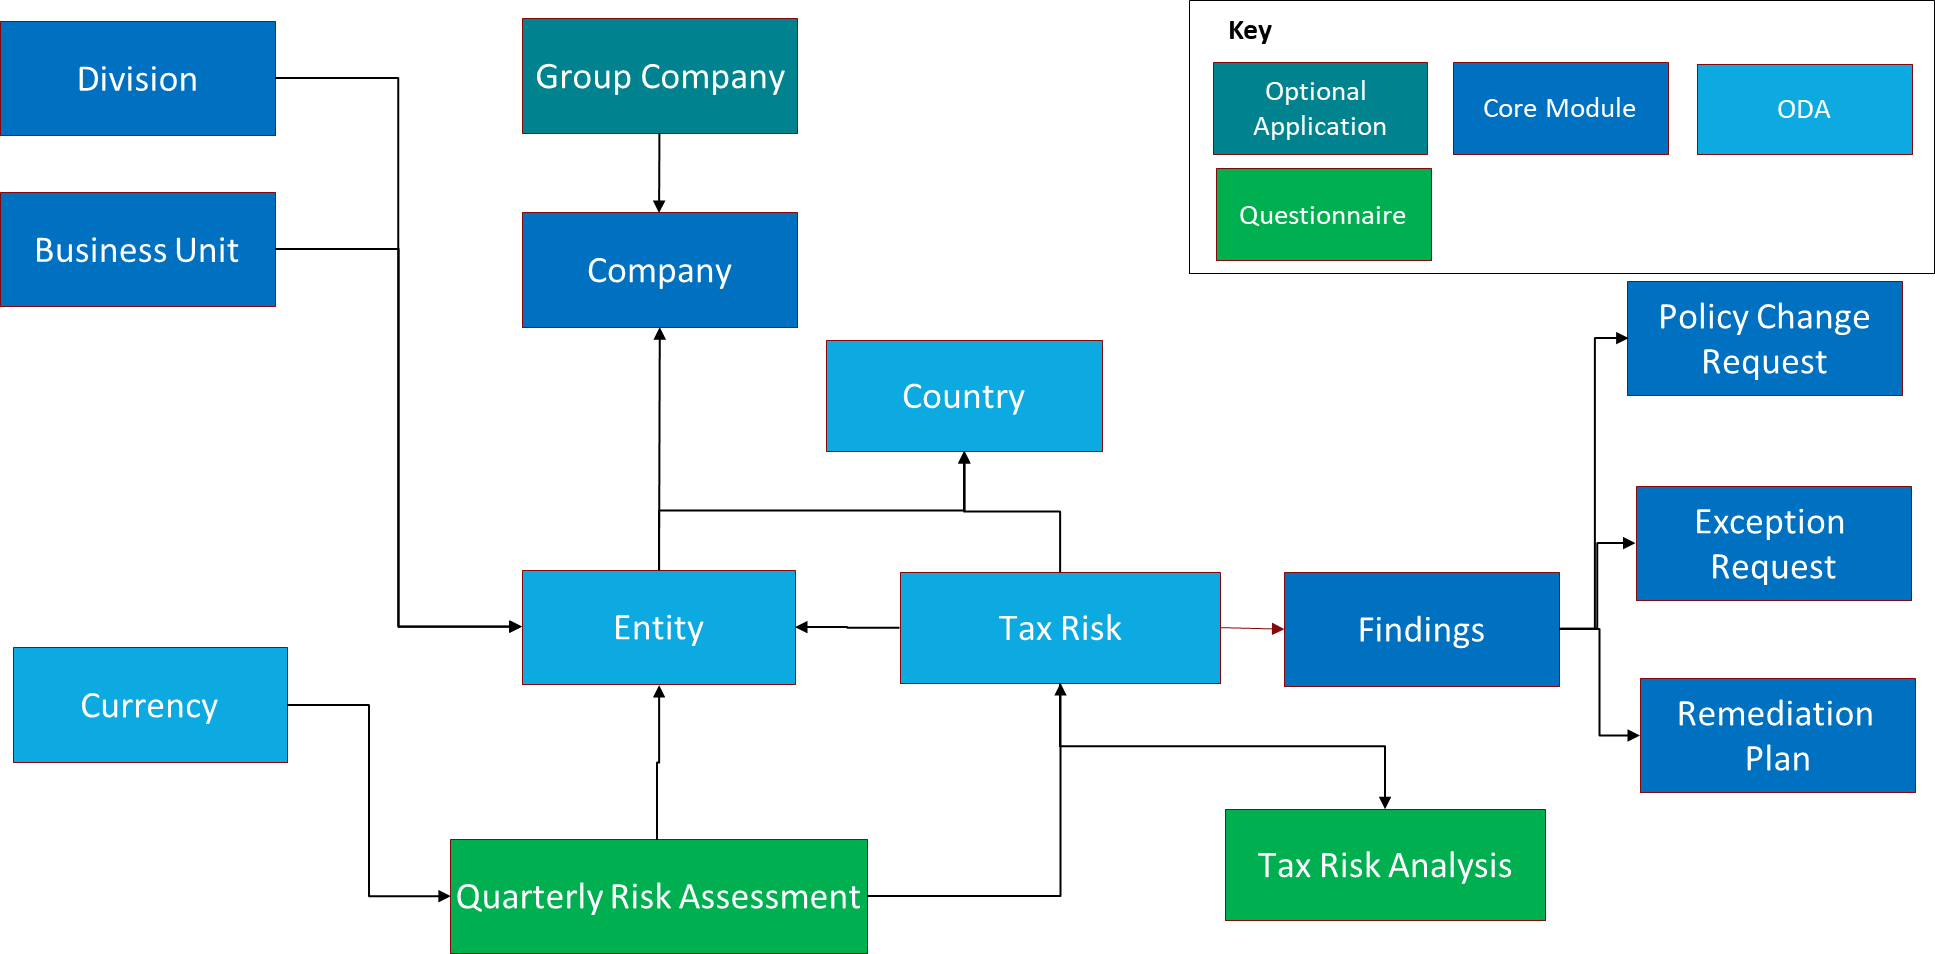 Key
Optional
Application
Core Module
ODA
Questionnaire
Division
Group Company
Business Unit
Company
Policy Change
Request
Country
Exception
Request
Entity
Tax Risk
Findings
Currency
Remediation
Plan
Quarterly Risk Assessment
Tax Risk Analysis